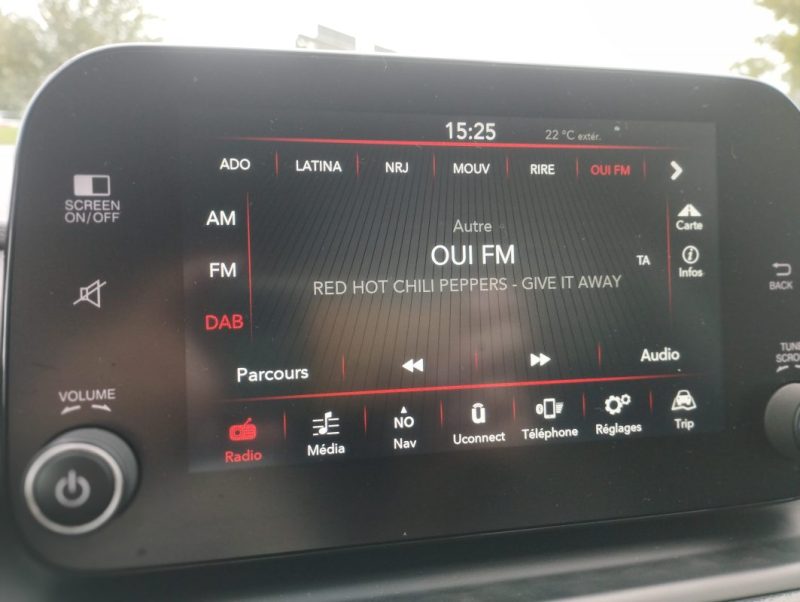 15:25 22 °C extér.
ADO LATINA NRJ MOUV RIRE OUI FM
SCREEN
ON/OFF
AM
FM
DAB
Autre
OUI FM
RED HOT CHILI PEPPERS - GIVE IT AWAY
TA
Carte
Infos
BACK
TUNE
SCROLL
Parcours
Audio
VOLUME
Radio
Média
NO
Nav
û
Uconnect
Téléphone
Réglages
Trip